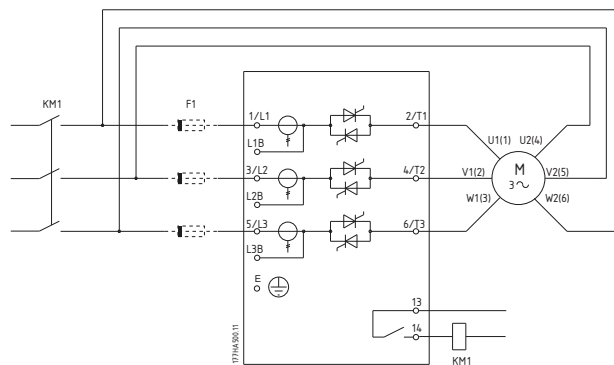 KM1
F1
1/L1
2/T1
L1B
U1(1)
U2(4)
3/L2
4/T2
V1(2)
M
3~
V2(5)
L2B
W1(3)
W2(6)
5/L3
6/T3
L3B
E
13
14
KM1
177HA500.11